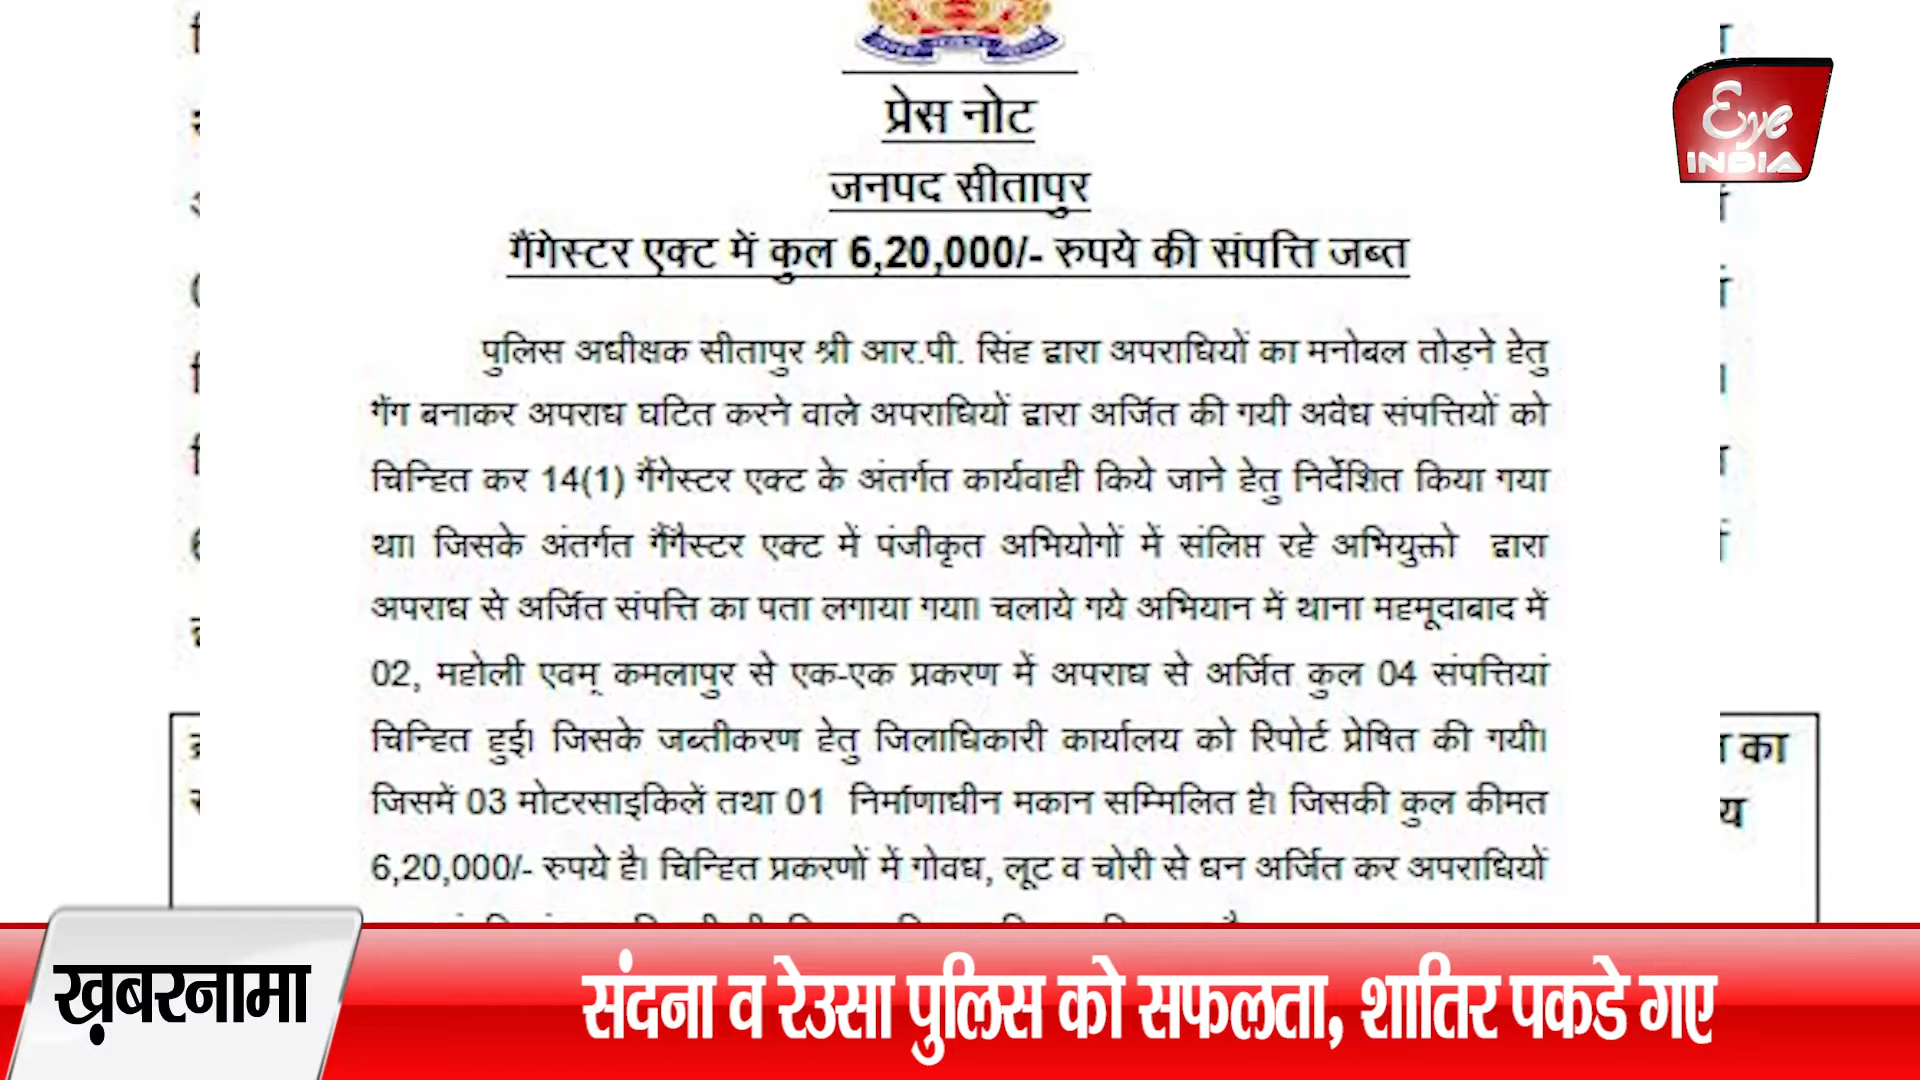 प्रेस नोट
जनपद सीतापुर
गैंगेस्टर एक्ट में कुल 6,20,000/- रुपये की संपत्ति जब्त
पुलिस अधीक्षक सीतापुर श्री आर.पी. सिंह द्वारा अपराधियों का मनोबल तोड़ने हेतु
गैंग बनाकर अपराध घटित करने वाले अपराधियों द्वारा अर्जित की गयी अवैध संपत्तियों को
चिन्हित कर 14(1) गैंगेस्टर एक्ट के अंतर्गत कार्यवाही किये जाने हेतु निर्देशित किया गया
था। जिसके अंतर्गत गैंगैस्टर एक्ट में पंजीकृत अभियोगों में संलिप्त रहे अभियुक्तो द्वारा
अपराध से अर्जित संपत्ति का पता लगाया गया। चलाये गये अभियान में थाना महमूदाबाद में
02, महोली एवम् कमलापुर से एक-एक प्रकरण में अपराध से अर्जित कुल 04 संपत्तियां
चिन्हित हुई। जिसके जब्तीकरण हेतु जिलाधिकारी कार्यालय को रिपोर्ट प्रेषित की गयी।
जिसमें 03 मोटरसाइकिलें तथा 01 निर्माणाधीन मकान सम्मिलित है। जिसकी कुल कीमत
6,20,000/- रुपये है। चिन्हित प्रकरणों में गोवध, लूट व चोरी से धन अर्जित कर अपराधियों
Eye
INDIA
का
ख़बरनामा
संदना व रेउसा पुलिस को सफलता, शातिर पकडे गए